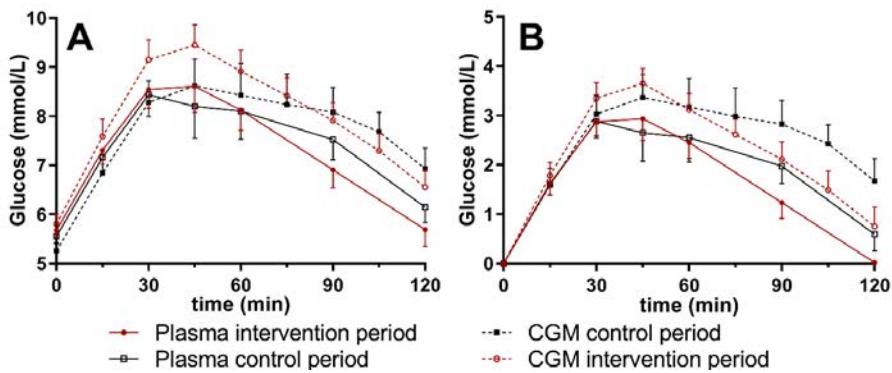 A
Glucose (mmol/L)
10
9
8
7
6
5
0 30 60 90 120
time (min)
B
Glucose (mmol/L)
5
4
3
2
1
0
0 30 60 90 120
time (min)
Plasma intervention period
Plasma control period
CGM control period
CGM intervention period